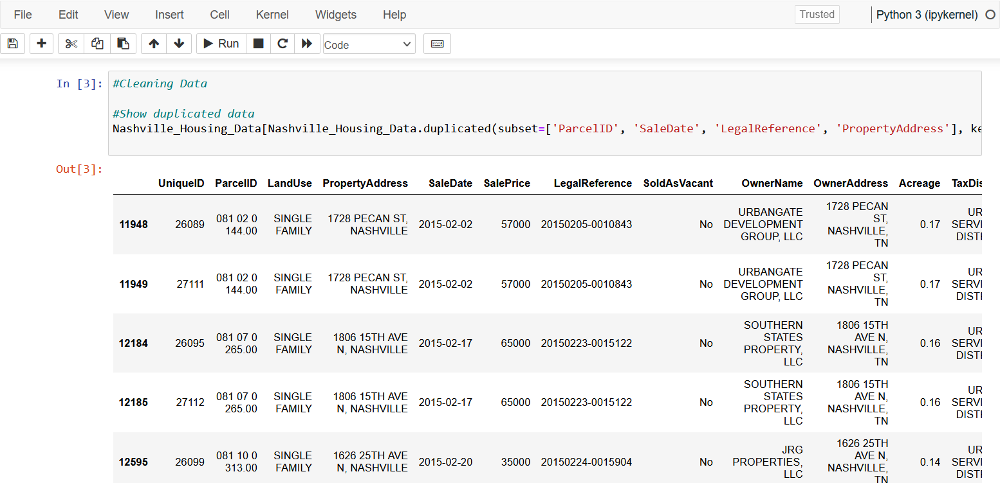 File Edit View Insert Cell Kernel Widgets Help Trusted Python 3 (ipykernel)
Run Code
In [3]: #Cleaning Data
#Show duplicated data
Nashville_Housing_Data[Nashville_Housing_Data.duplicated(subset=['ParcelID', 'SaleDate', 'LegalReference', 'PropertyAddress'], ke
Out[3]:
UniqueID ParcelID LandUse PropertyAddress SaleDate SalePrice LegalReference SoldAsVacant OwnerName OwnerAddress Acreage TaxDis
11948 26089 081 02 0 144.00 SINGLE FAMILY 1728 PECAN ST, NASHVILLE 2015-02-02 57000 20150205-0010843 No URBANGATE DEVELOPMENT GROUP, LLC 1728 PECAN ST, NASHVILLE, TN 0.17 UR SERVI DISTI
11949 27111 081 02 0 144.00 SINGLE FAMILY 1728 PECAN ST, NASHVILLE 2015-02-02 57000 20150205-0010843 No URBANGATE DEVELOPMENT GROUP, LLC 1728 PECAN ST, NASHVILLE, TN 0.17 UR SERVI DISTI
12184 26095 081 07 0 265.00 SINGLE FAMILY 1806 15TH AVE N, NASHVILLE 2015-02-17 65000 20150223-0015122 No SOUTHERN STATES PROPERTY, LLC 1806 15TH AVE N, NASHVILLE, TN 0.16 UR SERVI DISTI
12185 27112 081 07 0 265.00 SINGLE FAMILY 1806 15TH AVE N, NASHVILLE 2015-02-17 65000 20150223-0015122 No SOUTHERN STATES PROPERTY, LLC 1806 15TH AVE N, NASHVILLE, TN 0.16 UR SERVI DISTI
12595 26099 081 10 0 313.00 SINGLE FAMILY 1626 25TH AVE N, NASHVILLE 2015-02-20 35000 20150224-0015904 No JRG PROPERTIES, LLC 1626 25TH AVE N, NASHVILLE, TN 0.14 UR SERVI DISTI